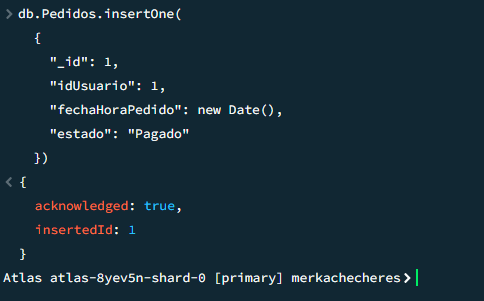 > db.Pedidos.insertOne(
{
"_id": 1,
"idUsuario": 1,
"fechaHoraPedido": new Date(),
"estado": "Pagado"
})
< {
acknowledged: true,
insertedId: 1
}
Atlas atlas-8yev5n-shard-0 [primary] merkachecheres>